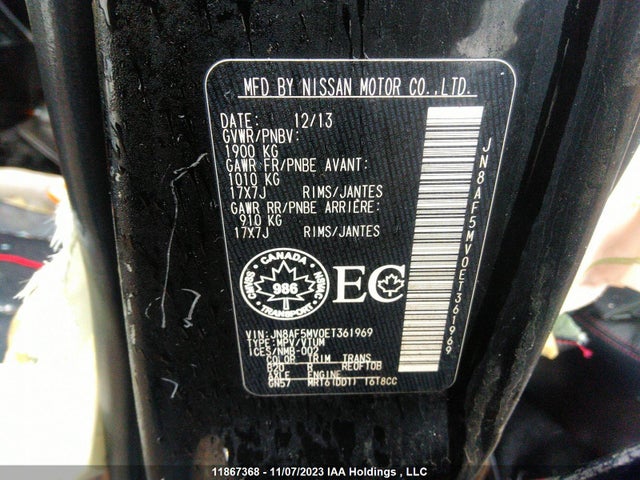 MFD BY NISSAN MOTOR CO.,LTD.
DATE: 12/13
GVWR/PNBV:
1900 KG
GAWR FR/PNBE AVANT:
1010 KG
17X7J RIMS/JANTES
GAWR RR/PNBE ARRIÈRE:
910 KG
17X7J RIMS/JANTES
JN8AF5MV0ET361969
CANADA
986
TRANSPORT
EC
VIN: JN8AF5MV0ET361969
TYPE: MPV/VTUM
ICES/NMB-002
COLOR TRIM TRANS
B20
AXLE ENGINE
GN57 MR16(DDT) 1618CC
11867368 - 11/07/2023 IAA Holdings , LLC